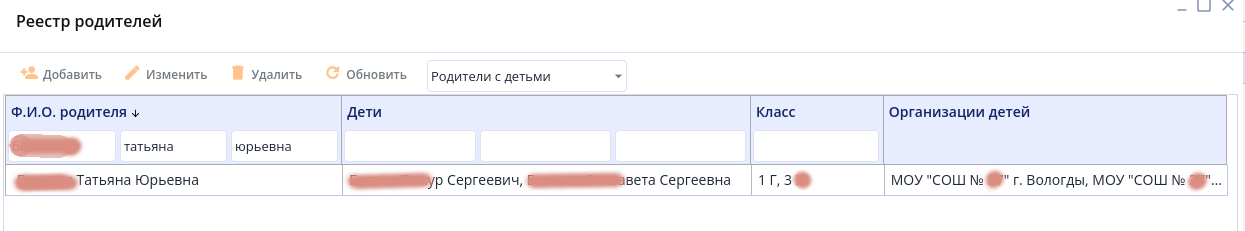 Реестр родителей
Добавить Изменить Удалить Обновить Родители с детьми
Ф.И.О. родителя ↓ Дети Класс Организации детей
татьяна юрьевна
Татьяна Юрьевна ур Сергеевич, авета Сергеевна 1 Г, 3 МОУ "СОШ № " г. Вологды, МОУ "СОШ № "...